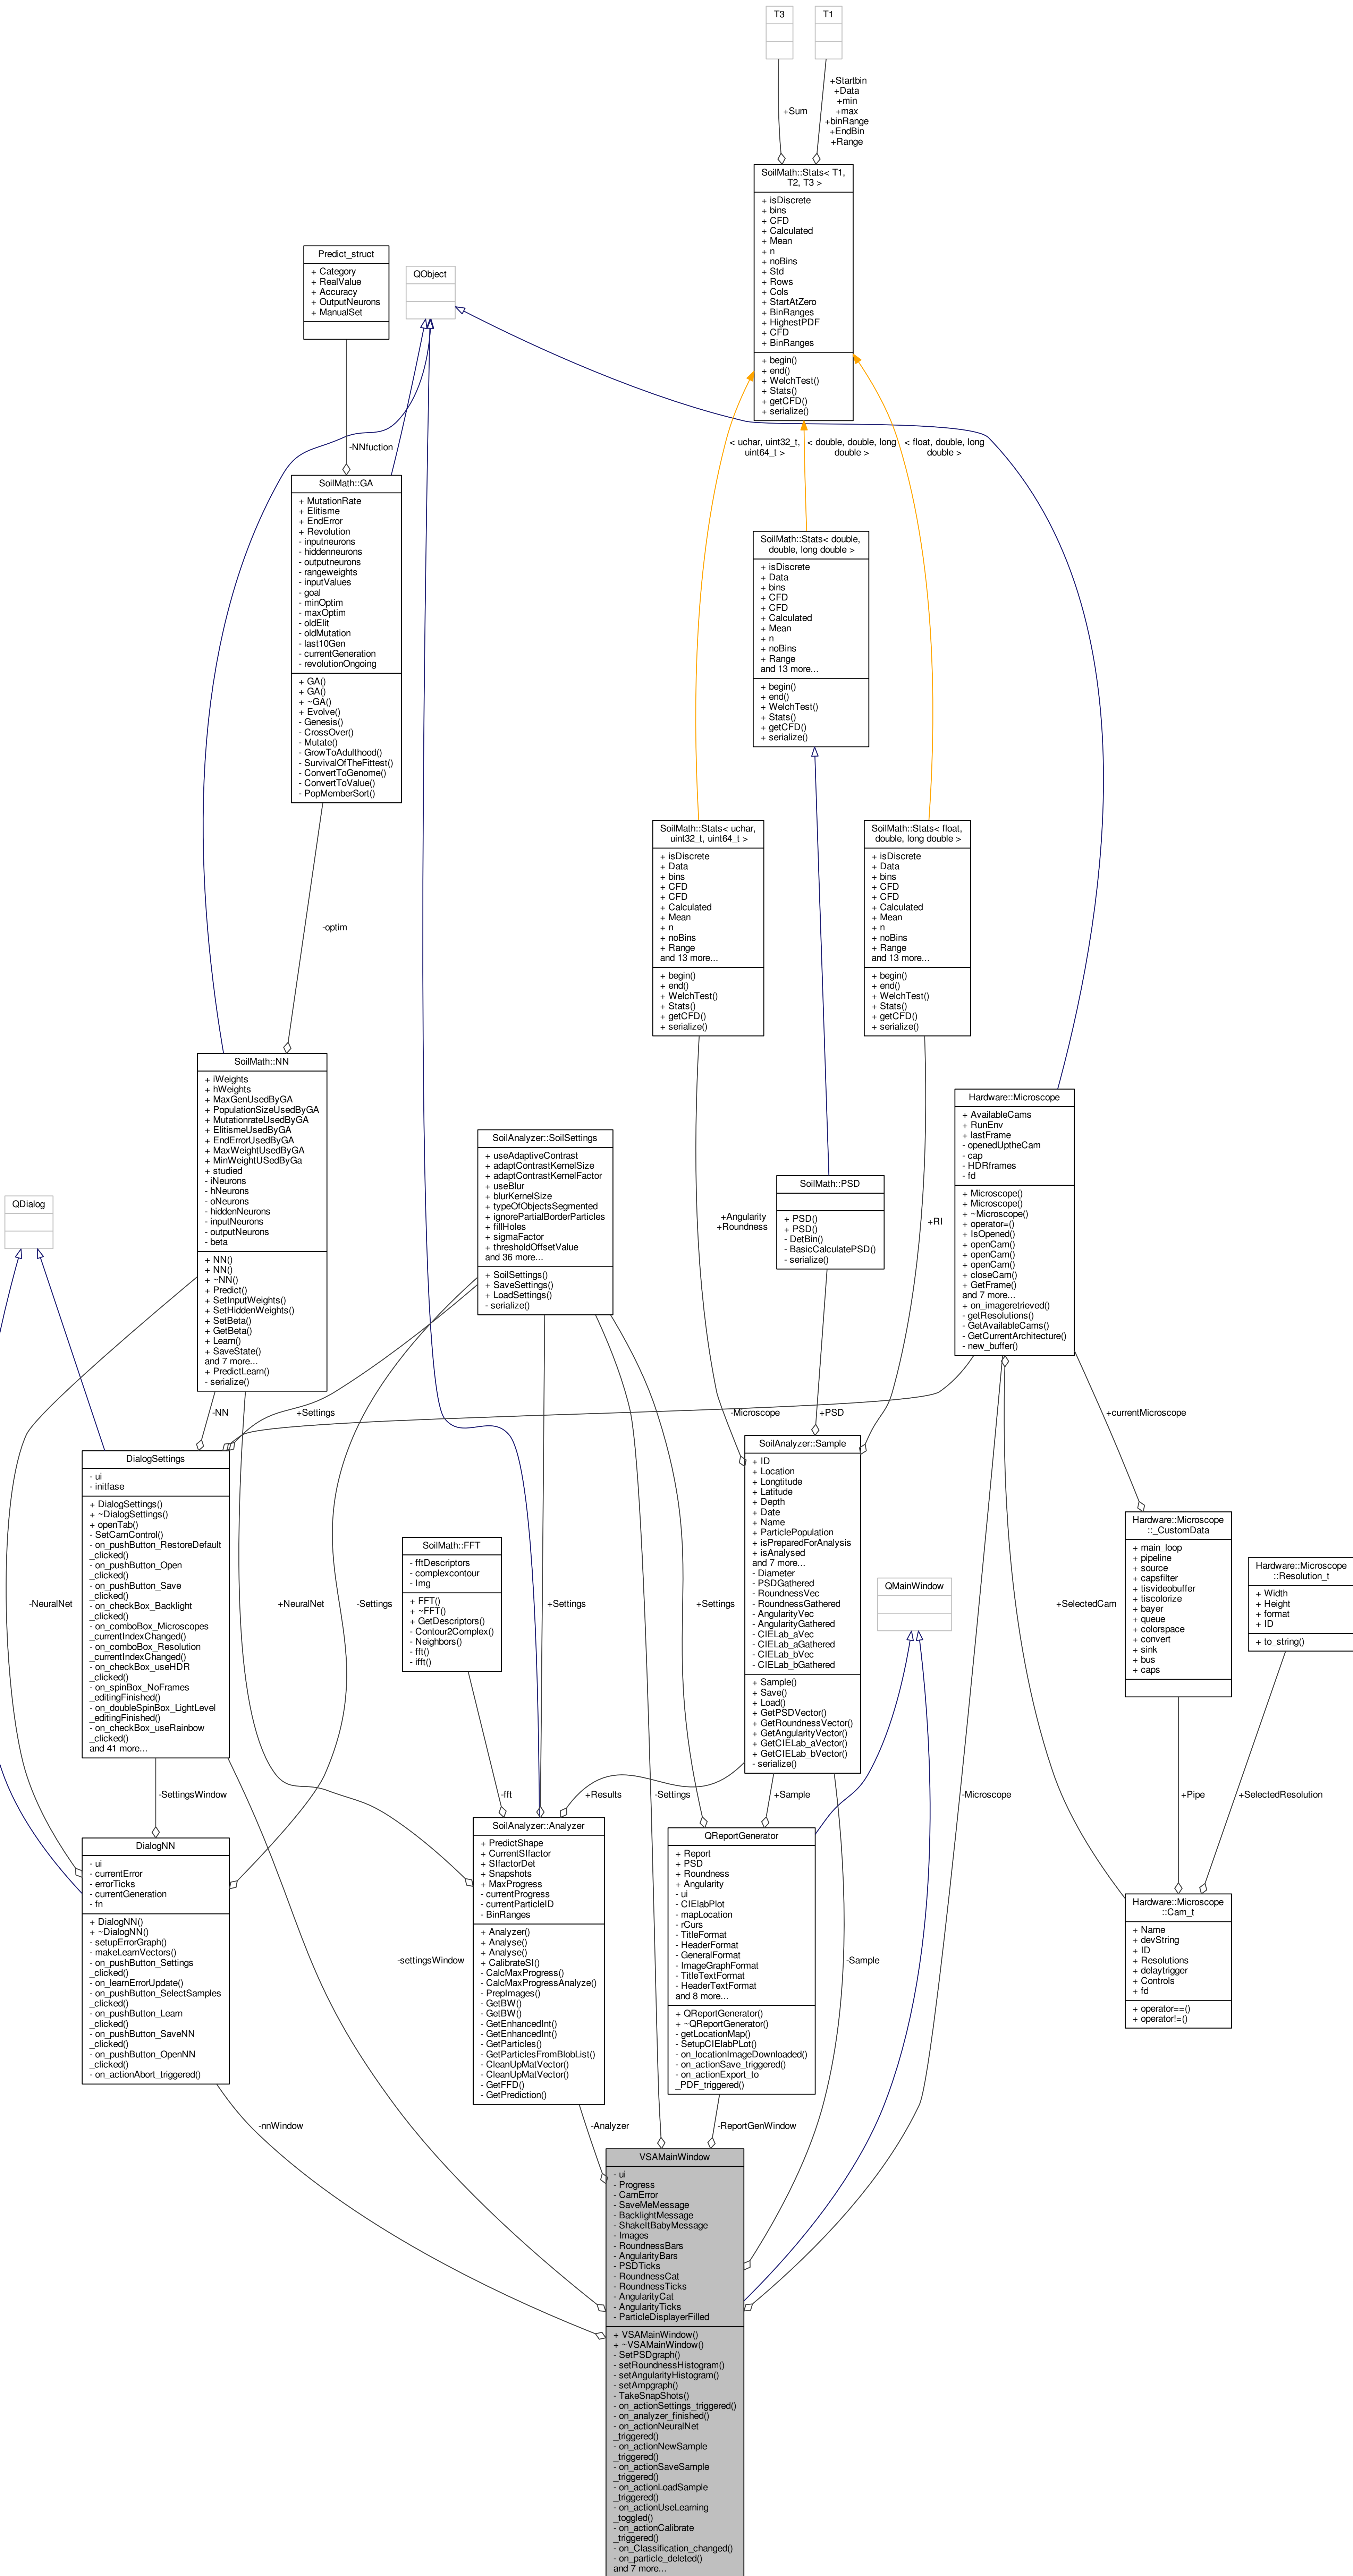 T3
T1
+Sum
+Startbin
+Data
+min
+max
+binRange
+EndBin
+Range
SoilMath::Stats< T1,
T2, T3 >
+ isDiscrete
+ bins
+ CFD
+ Calculated
+ Mean
+ n
+ noBins
+ Std
+ Rows
+ Cols
+ StartAtZero
+ BinRanges
+ HighestPDF
+ CFD
+ BinRanges
+ begin()
+ end()
+ WelchTest()
+ Stats()
+ getCFD()
+ serialize()
Predict_struct
+ Category
+ RealValue
+ Accuracy
+ OutputNeurons
+ ManualSet
QObject
-NNfuction
< uchar, uint32_t,
uint64_t >
< double, double, long
double >
< float, double, long
double >
SoilMath::GA
+ MutationRate
+ Elitisme
+ EndError
+ Revolution
- inputneurons
- hiddenneurons
- outputneurons
- rangeweights
- inputValues
- goal
- minOptim
- maxOptim
- oldElit
- oldMutation
- last10Gen
- currentGeneration
- revolutionOngoing
+ GA()
+ GA()
+ ~GA()
+ Evolve()
- Genesis()
- CrossOver()
- Mutate()
- GrowToAdulthood()
- SurvivalOfTheFittest()
- ConvertToGenome()
- ConvertToValue()
- PopMemberSort()
SoilMath::Stats< double,
double, long double >
+ isDiscrete
+ Data
+ bins
+ CFD
+ CFD
+ Calculated
+ Mean
+ n
+ noBins
+ Range
and 13 more...
+ begin()
+ end()
+ WelchTest()
+ Stats()
+ getCFD()
+ serialize()
SoilMath::Stats< uchar,
uint32_t, uint64_t >
+ isDiscrete
+ Data
+ bins
+ CFD
+ CFD
+ Calculated
+ Mean
+ n
+ noBins
+ Range
and 13 more...
+ begin()
+ end()
+ WelchTest()
+ Stats()
+ getCFD()
+ serialize()
SoilMath::Stats< float,
double, long double >
+ isDiscrete
+ Data
+ bins
+ CFD
+ CFD
+ Calculated
+ Mean
+ n
+ noBins
+ Range
and 13 more...
+ begin()
+ end()
+ WelchTest()
+ Stats()
+ getCFD()
+ serialize()
-optim
SoilMath::NN
+ iWeights
+ hWeights
+ MaxGenUsedByGA
+ PopulationSizeUsedByGA
+ MutationrateUsedByGA
+ ElitismeUsedByGA
+ EndErrorUsedByGA
+ MaxWeightUsedByGA
+ MinWeightUSedByGa
+ studied
- iNeurons
- hNeurons
- oNeurons
- hiddenNeurons
- inputNeurons
- outputNeurons
- beta
+ NN()
+ NN()
+ ~NN()
+ Predict()
+ SetInputWeights()
+ SetHiddenWeights()
+ SetBeta()
+ GetBeta()
+ Learn()
+ SaveState()
and 7 more...
+ PredictLearn()
- serialize()
Hardware::Microscope
+ AvailableCams
+ RunEnv
+ lastFrame
- openedUptheCam
- cap
- HDRframes
- fd
+ Microscope()
+ Microscope()
+ ~Microscope()
+ operator=()
+ IsOpened()
+ openCam()
+ openCam()
+ openCam()
+ closeCam()
+ GetFrame()
and 7 more...
+ on_imageretrieved()
- getResolutions()
- GetAvailableCams()
- GetCurrentArchitecture()
- new_buffer()
SoilAnalyzer::SoilSettings
+ useAdaptiveContrast
+ adaptContrastKernelSize
+ adaptContrastKernelFactor
+ useBlur
+ blurKernelSize
+ typeOfObjectsSegmented
+ ignorePartialBorderParticles
+ fillHoles
+ sigmaFactor
+ thresholdOffsetValue
and 36 more...
+ SoilSettings()
+ SaveSettings()
+ LoadSettings()
- serialize()
SoilMath::PSD
+ PSD()
+ PSD()
- DetBin()
- BasicCalculatePSD()
- serialize()
QDialog
+Angularity
+Roundness
+RI
-NN
+Settings
-Microscope
+PSD
+currentMicroscope
DialogSettings
- ui
- initfase
+ DialogSettings()
+ ~DialogSettings()
+ openTab()
- SetCamControl()
- on_pushButton_RestoreDefault
_clicked()
- on_pushButton_Open
_clicked()
- on_pushButton_Save
_clicked()
- on_checkBox_Backlight
_clicked()
- on_comboBox_Microscopes
_currentIndexChanged()
- on_comboBox_Resolution
_currentIndexChanged()
- on_checkBox_useHDR
_clicked()
- on_spinBox_NoFrames
_editingFinished()
- on_doubleSpinBox_LightLevel
_editingFinished()
- on_checkBox_useRainbow
_clicked()
and 41 more...
SoilAnalyzer::Sample
+ ID
+ Location
+ Longtitude
+ Latitude
+ Depth
+ Date
+ Name
+ ParticlePopulation
+ isPreparedForAnalysis
+ isAnalysed
and 7 more...
- Diameter
- PSDGathered
- RoundnessVec
- RoundnessGathered
- AngularityVec
- AngularityGathered
- CIELab_aVec
- CIELab_aGathered
- CIELab_bVec
- CIELab_bGathered
+ Sample()
+ Save()
+ Load()
+ GetPSDVector()
+ GetRoundnessVector()
+ GetAngularityVector()
+ GetCIELab_aVector()
+ GetCIELab_bVector()
- serialize()
Hardware::Microscope
::_CustomData
+ main_loop
+ pipeline
+ source
+ capsfilter
+ tisvideobuffer
+ tiscolorize
+ bayer
+ queue
+ colorspace
+ convert
+ sink
+ bus
+ caps
Hardware::Microscope
::Resolution_t
+ Width
+ Height
+ format
+ ID
+ to_string()
SoilMath::FFT
- fftDescriptors
- complexcontour
- Img
+ FFT()
+ ~FFT()
+ GetDescriptors()
- Contour2Complex()
- Neighbors()
- fft()
- ifft()
QMainWindow
-NeuralNet
+NeuralNet
-Settings
+Settings
+Settings
+SelectedCam
-SettingsWindow
-fft
+Results
-Settings
+Sample
-Microscope
+Pipe
+SelectedResolution
DialogNN
- ui
- currentError
- errorTicks
- currentGeneration
- fn
+ DialogNN()
+ ~DialogNN()
- setupErrorGraph()
- makeLearnVectors()
- on_pushButton_Settings
_clicked()
- on_learnErrorUpdate()
- on_pushButton_SelectSamples
_clicked()
- on_pushButton_Learn
_clicked()
- on_pushButton_SaveNN
_clicked()
- on_pushButton_OpenNN
_clicked()
- on_actionAbort_triggered()
SoilAnalyzer::Analyzer
+ PredictShape
+ CurrentSIfactor
+ SIfactorDet
+ Snapshots
+ MaxProgress
- currentProgress
- currentParticleID
- BinRanges
+ Analyzer()
+ Analyse()
+ Analyse()
+ CalibrateSI()
- CalcMaxProgress()
- CalcMaxProgressAnalyze()
- PrepImages()
- GetBW()
- GetBW()
- GetEnhancedInt()
- GetEnhancedInt()
- GetParticles()
- GetParticlesFromBlobList()
- CleanUpMatVector()
- CleanUpMatVector()
- GetFFD()
- GetPrediction()
QReportGenerator
+ Report
+ PSD
+ Roundness
+ Angularity
- ui
- CIElabPlot
- mapLocation
- rCurs
- TitleFormat
- HeaderFormat
- GeneralFormat
- ImageGraphFormat
- TitleTextFormat
- HeaderTextFormat
and 8 more...
+ QReportGenerator()
+ ~QReportGenerator()
- getLocationMap()
- SetupCIElabPLot()
- on_locationImageDownloaded()
- on_actionSave_triggered()
- on_actionExport_to
_PDF_triggered()
Hardware::Microscope
::Cam_t
+ Name
+ devString
+ ID
+ Resolutions
+ delaytrigger
+ Controls
+ fd
+ operator==()
+ operator!=()
-settingsWindow
-Sample
-nnWindow
-Analyzer
-ReportGenWindow
VSAMainWindow
- ui
- Progress
- CamError
- SaveMeMessage
- BacklightMessage
- ShakeItBabyMessage
- Images
- RoundnessBars
- AngularityBars
- PSDTicks
- RoundnessCat
- RoundnessTicks
- AngularityCat
- AngularityTicks
- ParticleDisplayerFilled
+ VSAMainWindow()
+ ~VSAMainWindow()
- SetPSDgraph()
- setRoundnessHistogram()
- setAngularityHistogram()
- setAmpgraph()
- TakeSnapShots()
- on_actionSettings_triggered()
- on_analyzer_finished()
- on_actionNeuralNet
_triggered()
- on_actionNewSample
_triggered()
- on_actionSaveSample
_triggered()
- on_actionLoadSample
_triggered()
- on_actionUseLearning
_toggled()
- on_actionCalibrate
_triggered()
- on_Classification_changed()
- on_particle_deleted()
and 7 more...